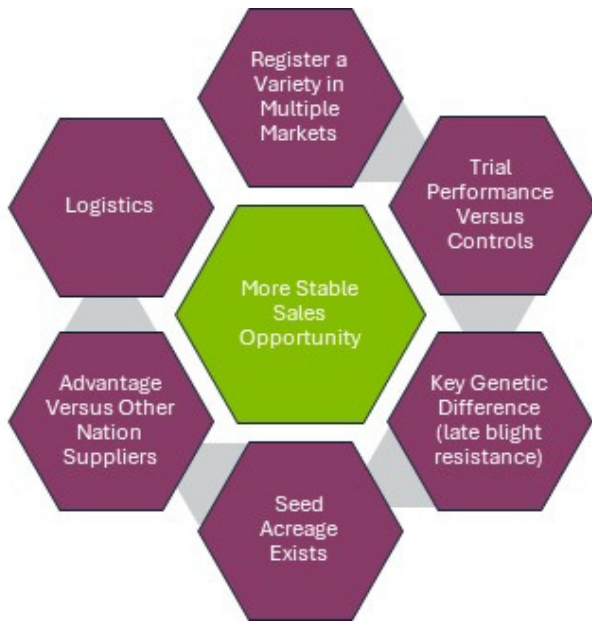 Register a
Variety in
Multiple
Markets
Trial
Performance
Versus
Controls
Key Genetic
Difference
(late blight
resistance)
Seed
Acreage
Exists
Advantage
Versus Other
Nation
Suppliers
Logistics
More Stable
Sales
Opportunity